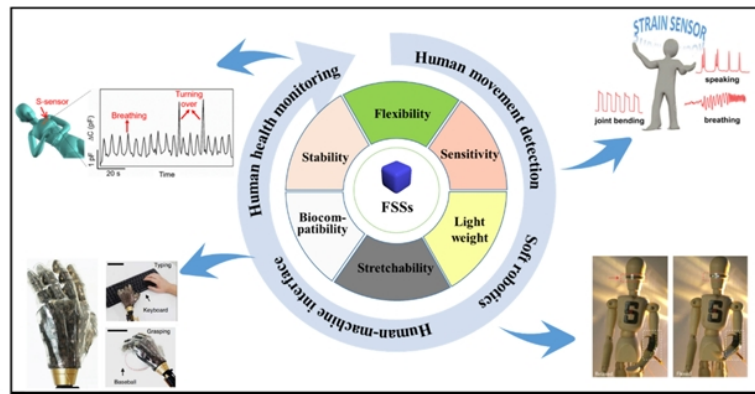 S-sensor
Turning
over
Breathing
ΔC (pF)
1 pF
20 s
Time
Human health monitoring
Human movement detection
Soft robotics
Human-machine interface
Flexibility
Sensitivity
Light
weight
Stretchability
Biocom-
patibility
Stability
FSSs
STRAIN SENSOR
speaking
joint bending
breathing
Typing
Keyboard
Grasping
Baseball
S
S